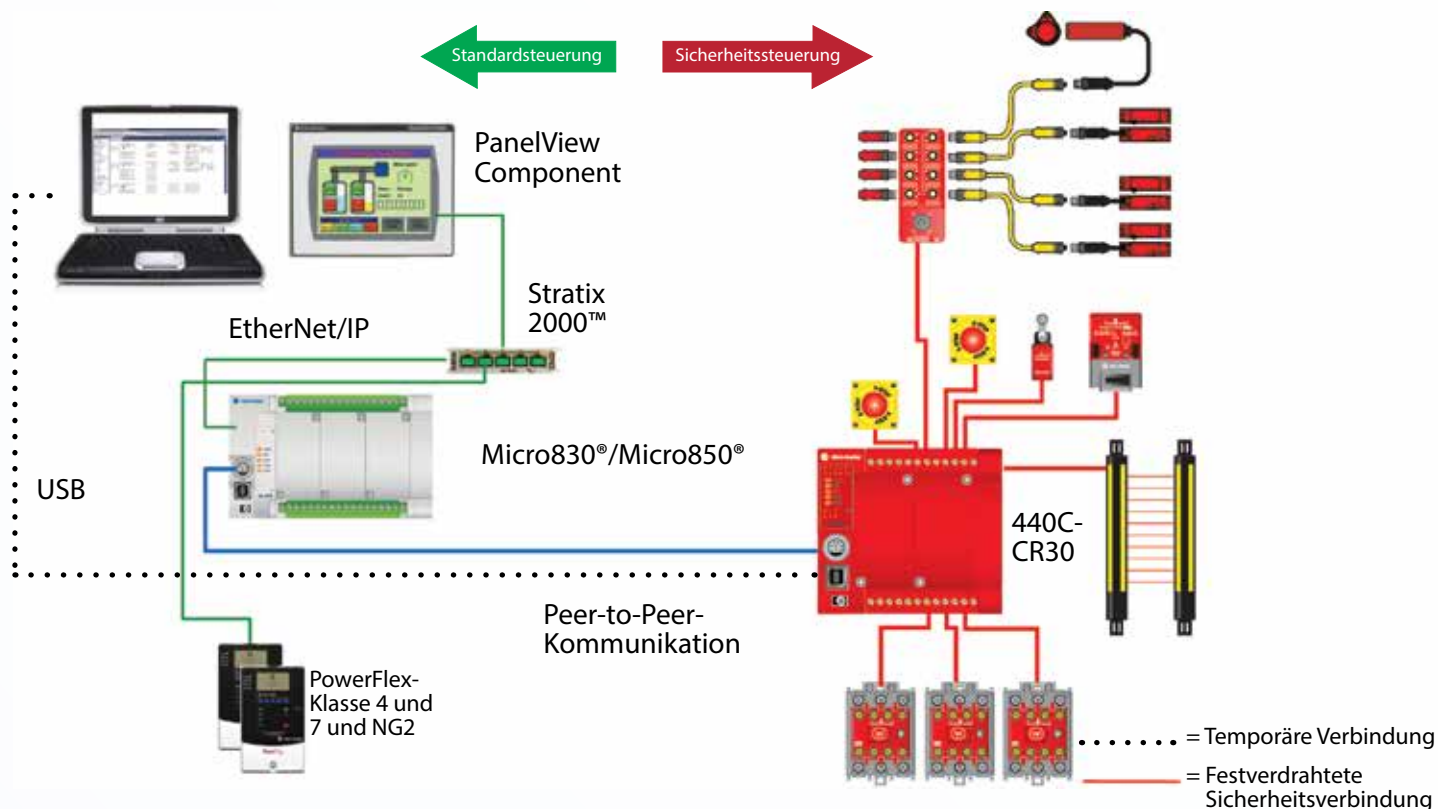 Standardsteuerung
Sicherheitssteuerung
PanelView
Component
Stratix
2000™
EtherNet/IP
Micro830®/Micro850®
USB
440C-
CR30
Peer-to-Peer-
Kommunikation
PowerFlex-
Klasse 4 und
7 und NG2
= Temporäre Verbindung
= Festverdrahtete
Sicherheitsverbindung